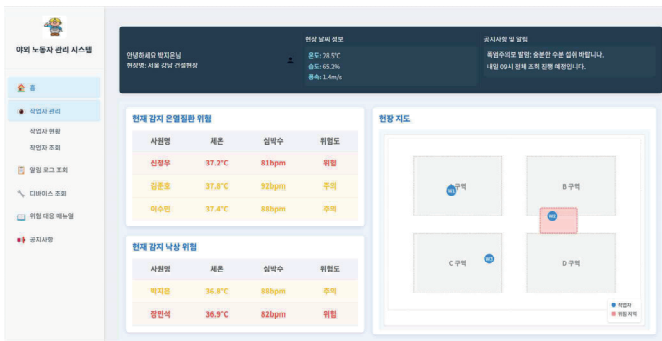 야외 노동자 관리 시스템
홈
작업자 관리
작업자 현황
작업자 조회
알림 로그 조회
디바이스 조회
위험 대응 매뉴얼
공지사항
안녕하세요 박지은님
현장명: 서울 강남 건설현장
현장 날씨 정보
온도: 28.5°C
습도: 65.2%
풍속: 1.4m/s
공지사항 및 알림
폭염주의보 발령: 충분한 수분 섭취 바랍니다.
내일 09시 전체 조회 진행 예정입니다.
현재 감지 온열질환 위험
사원명 체온 심박수 위험도
신정우 37.2°C 81bpm 위험
김준호 37.8°C 92bpm 주의
이수민 37.4°C 88bpm 주의
현재 감지 낙상 위험
사원명 체온 심박수 위험도
박지영 36.8°C 86bpm 주의
장민석 36.9°C 82bpm 위험
현장 지도
구역
B 구역
C 구역
D 구역
작업자
위험 지역